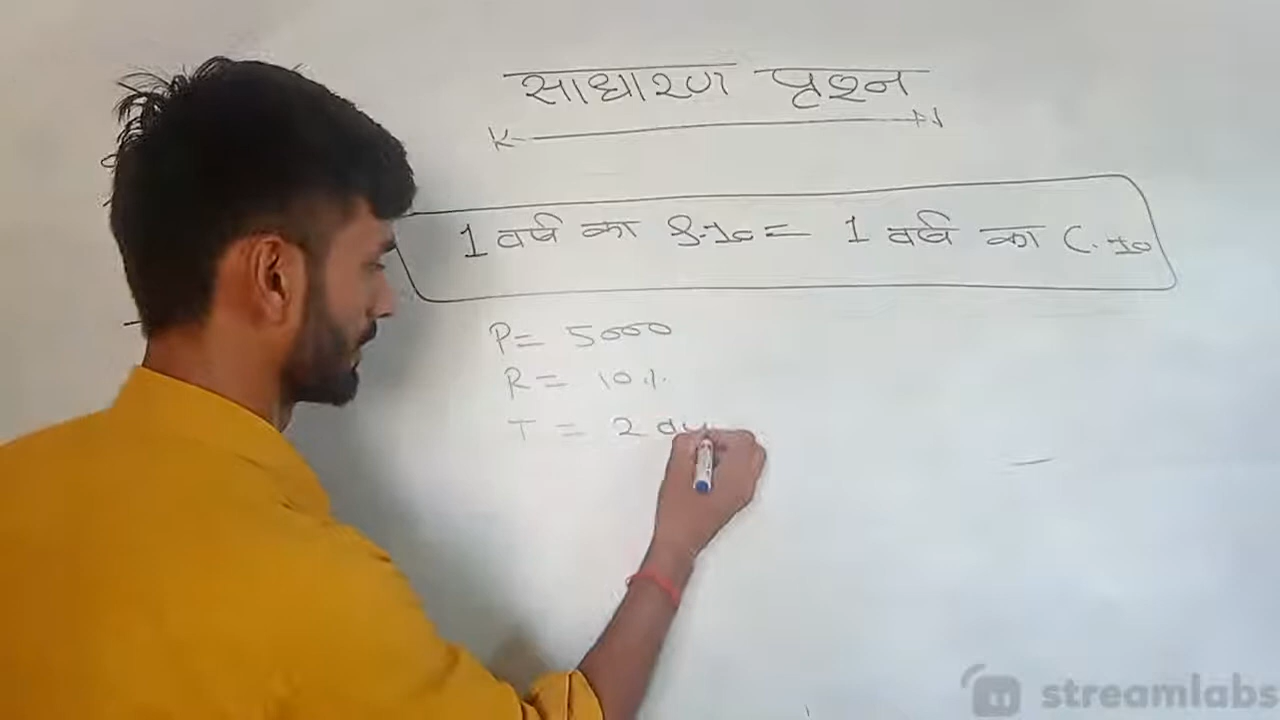 साधारण प्रश्न
1 वर्ष का S.I = 1 वर्ष का C.I
P = 5000
R = 10%
T = 2
streamlabs